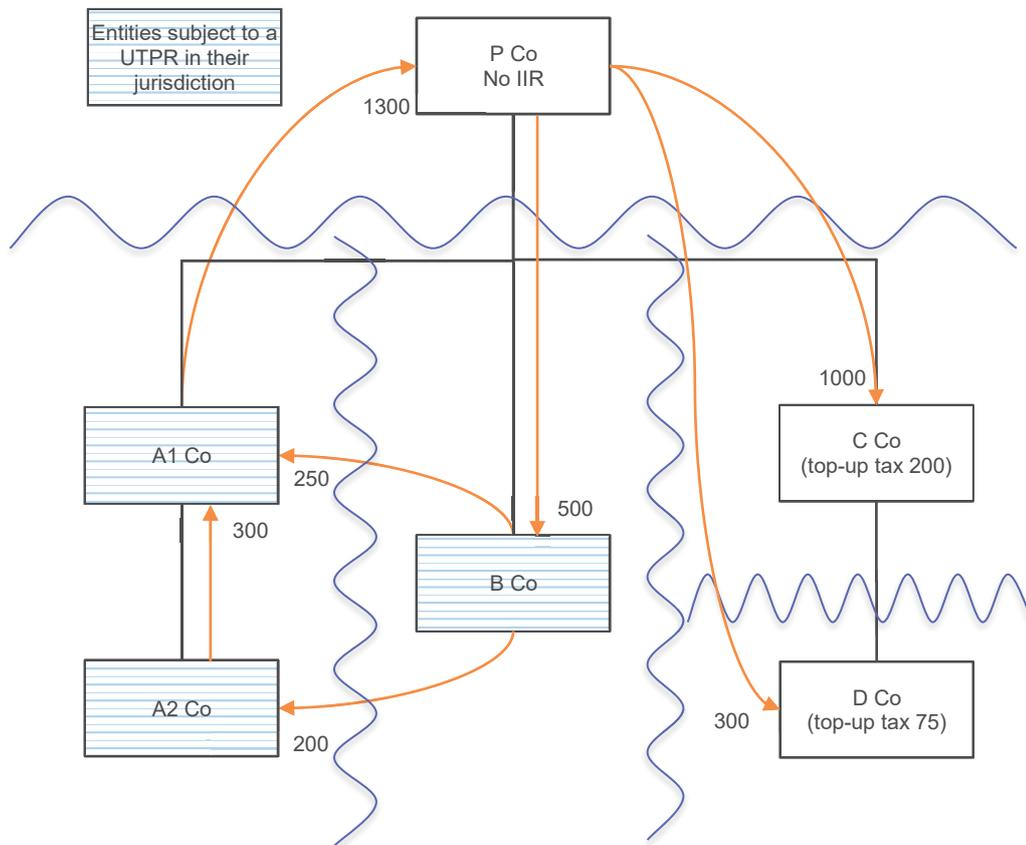 Entities subject to a
UTPR in their
jurisdiction
P Co
No IIR
1300
1000
A1 Co
250
300
500
B Co
C Co
(top-up tax 200)
A2 Co
200
300
D Co
(top-up tax 75)